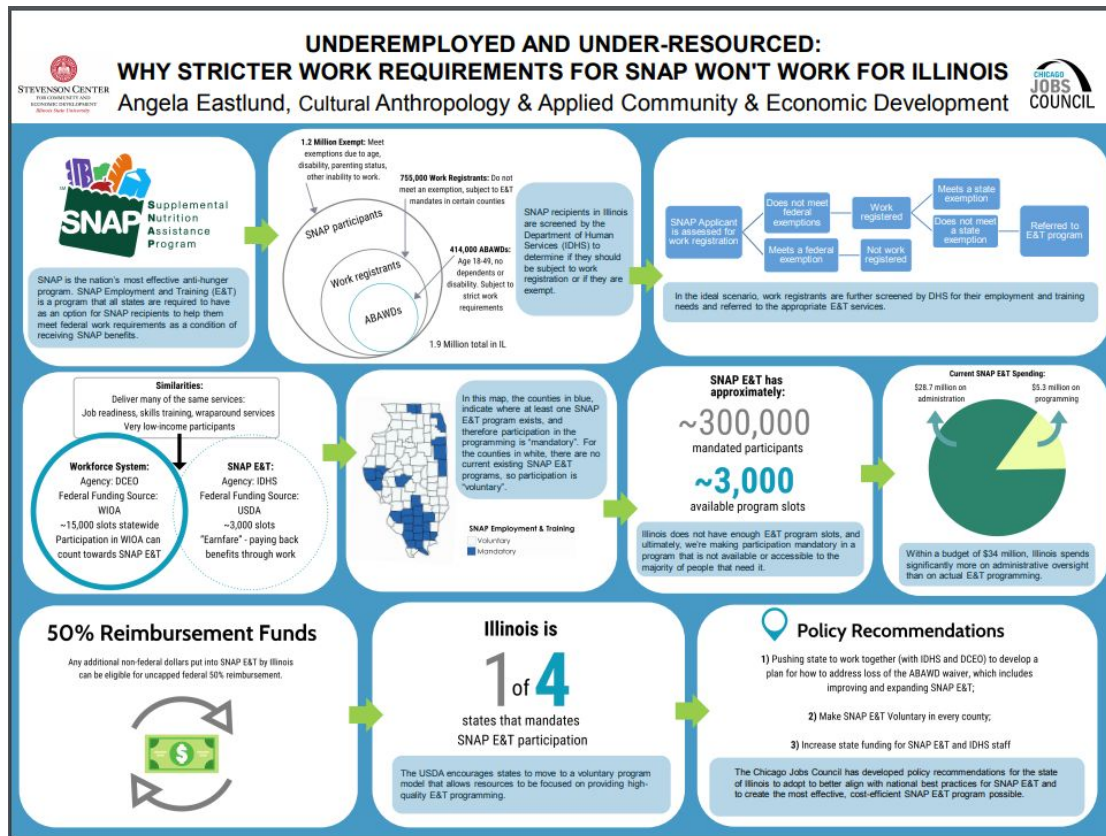 UNDEREMPLOYED AND UNDER-RESOURCED:
WHY STRICTER WORK REQUIREMENTS FOR SNAP WON'T WORK FOR ILLINOIS
Angela Eastlund, Cultural Anthropology & Applied Community & Economic Development
STEVENSON CENTER
FOR COMMUNITY AND
ECONOMIC DEVELOPMENT
Illinois State University
CHICAGO
JOBS
COUNCIL
SNAP
Supplemental
Nutrition
Assistance
Program
SNAP is the nation's most effective anti-hunger
program. SNAP Employment and Training (E&T)
is a program that all states are required to have
as an option for SNAP recipients to help them
meet federal work requirements as a condition of
receiving SNAP benefits.
1.2 Million Exempt: Meet
exemptions due to age,
disability, parenting status,
other inability to work.
755,000 Work Registrants: Do not
meet an exemption, subject to E&T
mandates in certain counties
414,000 ABAWDs:
Age 18-49, no
dependents or
disability. Subject to
strict work
requirements
SNAP participants
Work registrants
ABAWDs
1.9 Million total in IL
SNAP recipients in Illinois
are screened by the
Department of Human
Services (IDHS) to
determine if they should
be subject to work
registration or if they are
exempt.
SNAP Applicant
is assessed for
work registration
Does not meet
federal
exemptions
Meets a federal
exemption
Work
registered
Not work
registered
Meets a state
exemption
Does not meet
a state
exemption
Referred to
E&T program
In the ideal scenario, work registrants are further screened by DHS for their employment and training
needs and referred to the appropriate E&T services.
Similarities:
Deliver many of the same services:
Job readiness, skills training, wraparound services
Very low-income participants
Workforce System:
Agency: DCEO
Federal Funding Source:
WIOA
~15,000 slots statewide
Participation in WIOA can
count towards SNAP E&T
SNAP E&T:
Agency: IDHS
Federal Funding Source:
USDA
~3,000 slots
"Earnfare" - paying back
benefits through work
In this map, the counties in blue,
indicate where at least one SNAP
E&T program exists, and
therefore participation in the
programming is "mandatory". For
the counties in white, there are no
current existing SNAP E&T
programs, so participation is
"voluntary".
SNAP Employment & Training
Voluntary
Mandatory
SNAP E&T has
approximately:
~300,000
mandated participants
~3,000
available program slots
Illinois does not have enough E&T program slots, and
ultimately, we're making participation mandatory in a
program that is not available or accessible to the
majority of people that need it.
Current SNAP E&T Spending:
$28.7 million on
administration
$5.3 million on
programming
Within a budget of $34 million, Illinois spends
significantly more on administrative oversight
than on actual E&T programming.
50% Reimbursement Funds
Any additional non-federal dollars put into SNAP E&T by Illinois
can be eligible for uncapped federal 50% reimbursement.
Illinois is
1 of 4
states that mandates
SNAP E&T participation
The USDA encourages states to move to a voluntary program
model that allows resources to be focused on providing high-
quality E&T programming.
Policy Recommendations
1) Pushing state to work together (with IDHS and DCEO) to develop a
plan for how to address loss of the ABAWD waiver, which includes
improving and expanding SNAP E&T;
2) Make SNAP E&T Voluntary in every county;
3) Increase state funding for SNAP E&T and IDHS staff
The Chicago Jobs Council has developed policy recommendations for the state
of Illinois to adopt to better align with national best practices for SNAP E&T and
to create the most effective, cost-efficient SNAP E&T program possible.